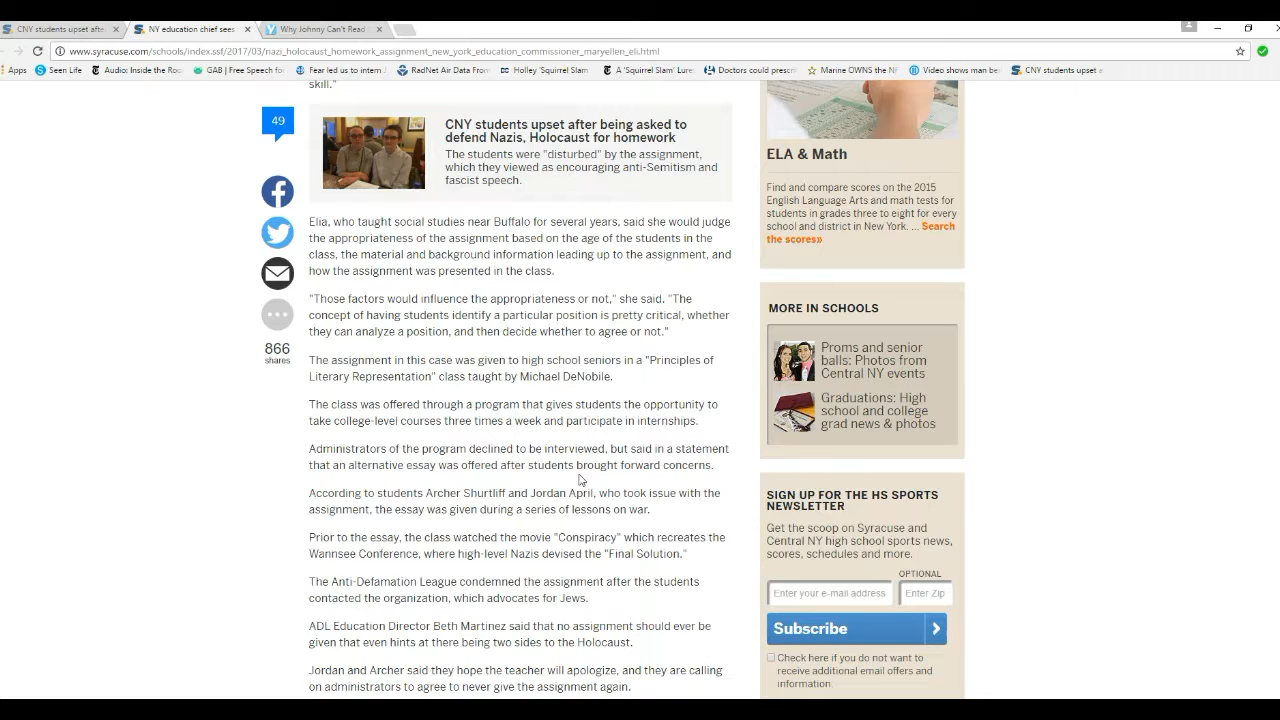 CNY students upset afte
NY education chief sees
Why Johnny Can't Read
www.syracuse.com/schools/index.ssf/2017/03/nazi_holocaust_homework_assignment_new_york_education_commissioner_maryellen_eli.html
Apps
Seen Life
Audio: Inside the Ro
GAB | Free Speech fo
Fear led us to intern J
RadNet Air Data From
Holley 'Squirrel Slam
A 'Squirrel Slam' Lure
Doctors could prescri
Marine OWNS the NF
Video shows man be
CNY students upset a
skill."
49
CNY students upset after being asked to
defend Nazis, Holocaust for homework
The students were "disturbed" by the assignment,
which they viewed as encouraging anti-Semitism and
fascist speech.
Elia, who taught social studies near Buffalo for several years, said she would judge
the appropriateness of the assignment based on the age of the students in the
class, the material and background information leading up to the assignment, and
how the assignment was presented in the class.
"Those factors would influence the appropriateness or not," she said. "The
concept of having students identify a particular position is pretty critical, whether
they can analyze a position, and then decide whether to agree or not."
866
shares
The assignment in this case was given to high school seniors in a "Principles of
Literary Representation" class taught by Michael DeNobile.
The class was offered through a program that gives students the opportunity to
take college-level courses three times a week and participate in internships.
Administrators of the program declined to be interviewed, but said in a statement
that an alternative essay was offered after students brought forward concerns.
According to students Archer Shurtliff and Jordan April, who took issue with the
assignment, the essay was given during a series of lessons on war.
Prior to the essay, the class watched the movie "Conspiracy" which recreates the
Wannsee Conference, where high-level Nazis devised the "Final Solution."
The Anti-Defamation League condemned the assignment after the students
contacted the organization, which advocates for Jews.
ADL Education Director Beth Martinez said that no assignment should ever be
given that even hints at there being two sides to the Holocaust.
Jordan and Archer said they hope the teacher will apologize, and they are calling
on administrators to agree to never give the assignment again.
ELA & Math
Find and compare scores on the 2015
English Language Arts and math tests for
students in grades three to eight for every
school and district in New York. ... Search
the scores»
MORE IN SCHOOLS
Proms and senior
balls: Photos from
Central NY events
Graduations: High
school and college
grad news & photos
SIGN UP FOR THE HS SPORTS
NEWSLETTER
Get the scoop on Syracuse and
Central NY high school sports news,
scores, schedules and more.
OPTIONAL
Enter your e-mail address
Enter Zip
Subscribe
Check here if you do not want to
receive additional email offers and
information.